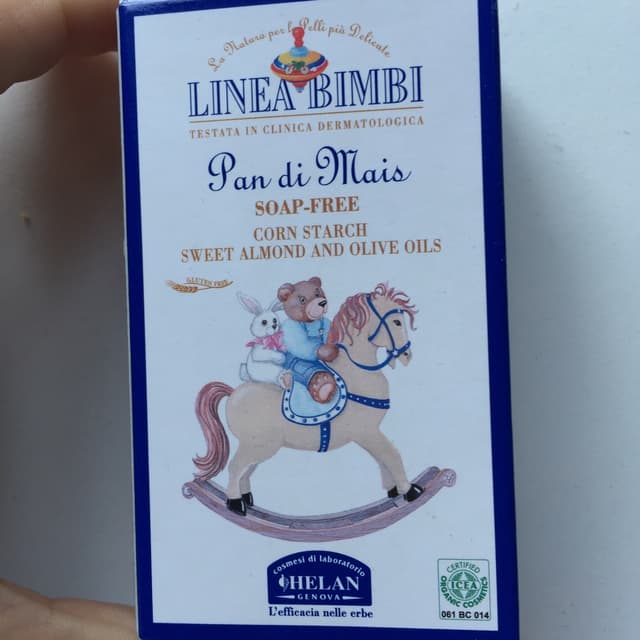 La Natura per le Pelli più Delicate
LINEA BIMBI
TESTATA IN CLINICA DERMATOLOGICA
Pan di Mais
SOAP-FREE
CORN STARCH
SWEET ALMOND AND OLIVE OILS
GLUTEN FREE
cosmesi di laboratorio
HELAN
GENOVA
L'efficacia nelle erbe
CERTIFIED
ICEA
ORGANIC COSMETICS
061 BC 014